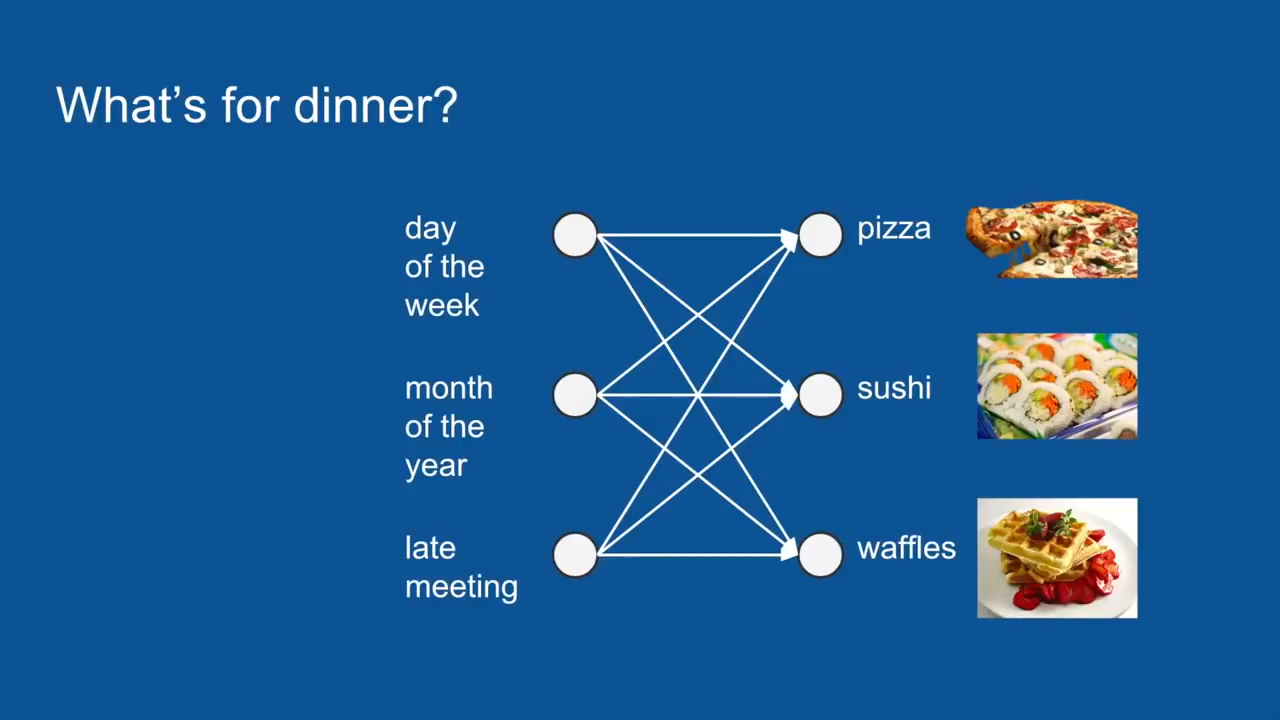 What's for dinner?
day
of the
week
pizza
month
of the
year
sushi
late
meeting
waffles